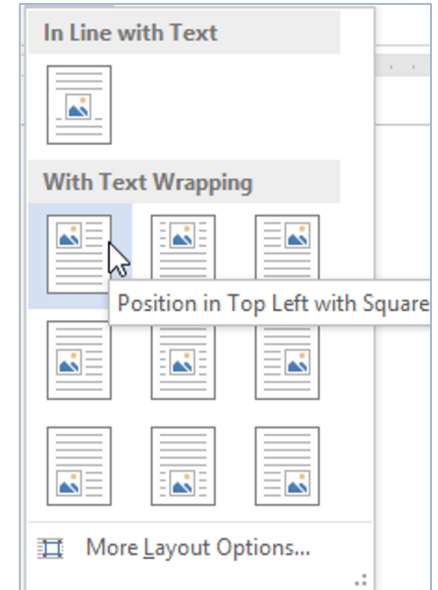 In Line with Text
With Text Wrapping
Position in Top Left with Square
More Layout Options...